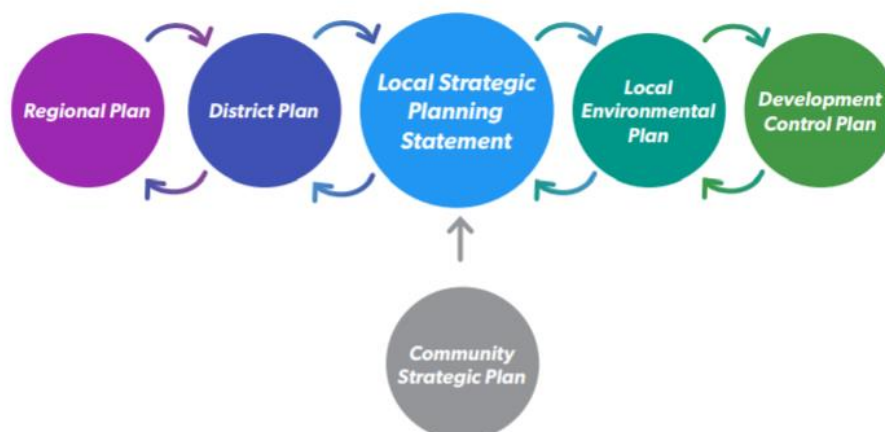 Regional Plan
District Plan
Local Strategic
Planning
Statement
Local
Environmental
Plan
Development
Control Plan
Community
Strategic Plan